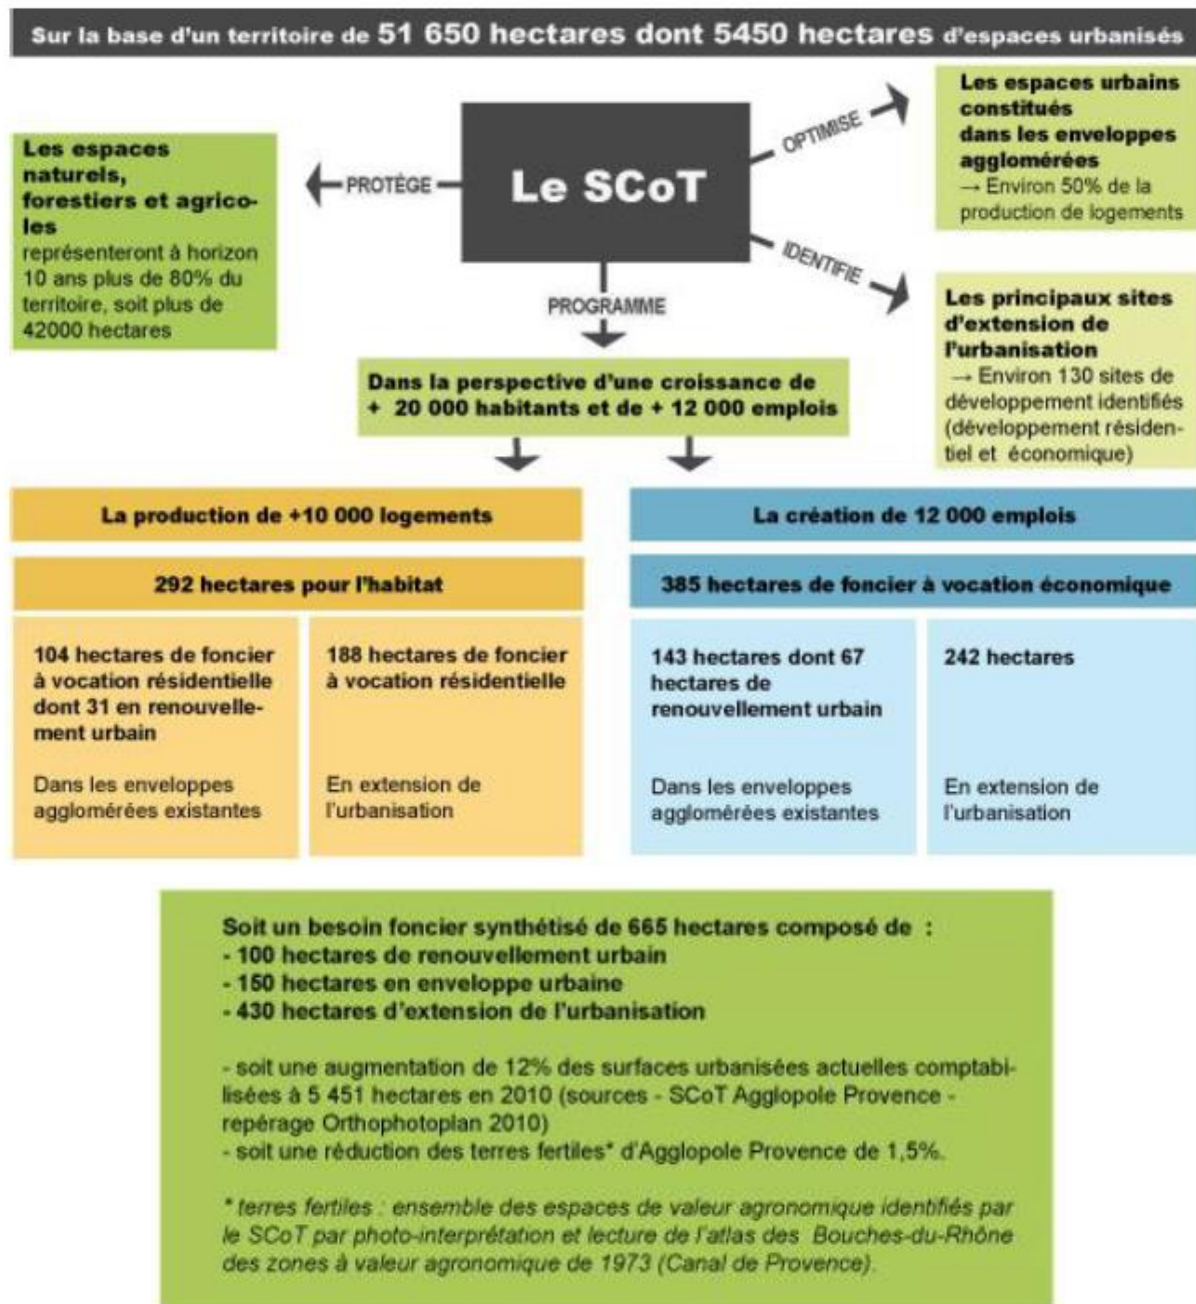 Sur la base d'un territoire de 51 650 hectares dont 5450 hectares d'espaces urbanisés
Les espaces
naturels,
forestiers et agrico-
les
représenteront à horizon
10 ans plus de 80% du
territoire, soit plus de
42000 hectares
PROTÈGE
Le SCoT
OPTIMISE
Les espaces urbains
constitués
dans les enveloppes
agglomérées
→ Environ 50% de la
production de logements
IDENTIFIE
Les principaux sites
d'extension de
l'urbanisation
→ Environ 130 sites de
développement identifiés
(développement résiden-
tiel et économique)
PROGRAMME
Dans la perspective d'une croissance de
+ 20 000 habitants et de + 12 000 emplois
La production de +10 000 logements
292 hectares pour l'habitat
104 hectares de foncier
à vocation résidentielle
dont 31 en renouvelle-
ment urbain
Dans les enveloppes
agglomérées existantes
188 hectares de foncier
à vocation résidentielle
En extension de
l'urbanisation
La création de 12 000 emplois
385 hectares de foncier à vocation économique
143 hectares dont 67
hectares de
renouvellement urbain
Dans les enveloppes
agglomérées existantes
242 hectares
En extension de
l'urbanisation
Soit un besoin foncier synthétisé de 665 hectares composé de :
- 100 hectares de renouvellement urbain
- 150 hectares en enveloppe urbaine
- 430 hectares d'extension de l'urbanisation
- soit une augmentation de 12% des surfaces urbanisées actuelles comptabi-
lisées à 5 451 hectares en 2010 (sources - SCoT Agglopole Provence -
repérage Orthophotoplan 2010)
- soit une réduction des terres fertiles* d'Agglopole Provence de 1,5%.
* terres fertiles : ensemble des espaces de valeur agronomique identifiés par
le SCoT par photo-interprétation et lecture de l'atlas des Bouches-du-Rhône
des zones à valeur agronomique de 1973 (Canal de Provence).